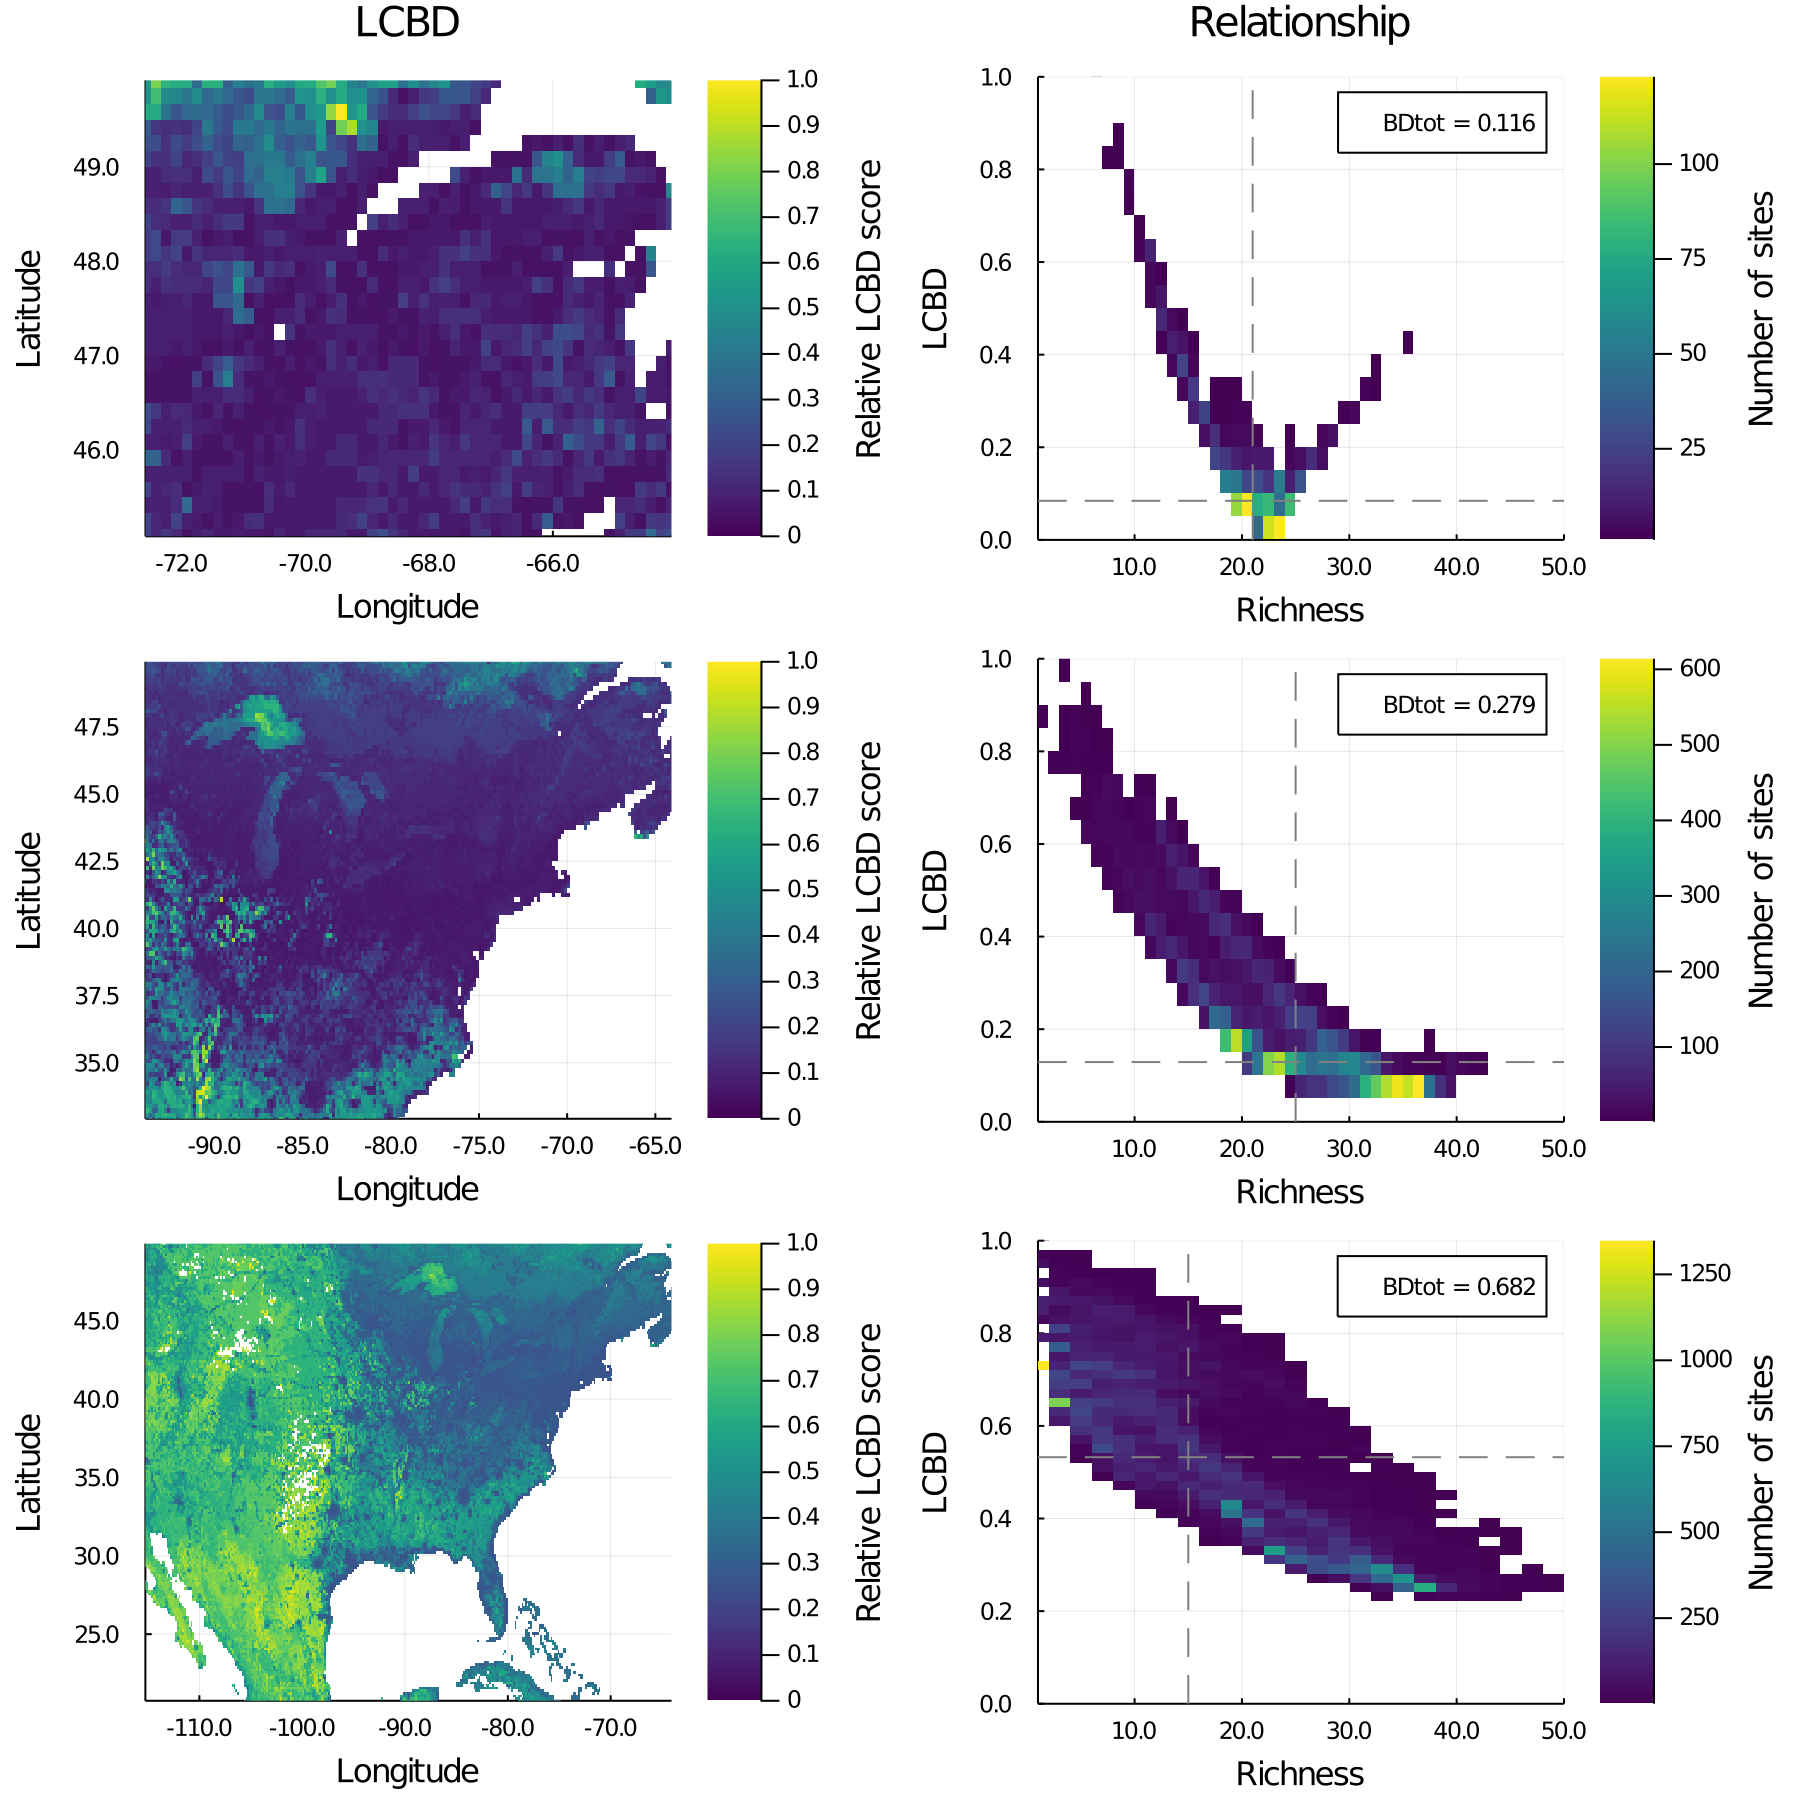 LCBD
Relationship
49.0
48.0
47.0
46.0
Latitude
-72.0 -70.0 -68.0 -66.0
Longitude
1.0
0.9
0.8
0.7
0.6
0.5
0.4
0.3
0.2
0.1
0
Relative LCBD score
1.0
0.8
0.6
0.4
0.2
0.0
LCBD
BDtot = 0.116
10.0 20.0 30.0 40.0 50.0
Richness
100
75
50
25
Number of sites
47.5
45.0
42.5
40.0
37.5
35.0
Latitude
-90.0 -85.0 -80.0 -75.0 -70.0 -65.0
Longitude
1.0
0.9
0.8
0.7
0.6
0.5
0.4
0.3
0.2
0.1
0
Relative LCBD score
1.0
0.8
0.6
0.4
0.2
0.0
LCBD
BDtot = 0.279
10.0 20.0 30.0 40.0 50.0
Richness
600
500
400
300
200
100
Number of sites
45.0
40.0
35.0
30.0
25.0
Latitude
-110.0 -100.0 -90.0 -80.0 -70.0
Longitude
1.0
0.9
0.8
0.7
0.6
0.5
0.4
0.3
0.2
0.1
0
Relative LCBD score
1.0
0.8
0.6
0.4
0.2
0.0
LCBD
BDtot = 0.682
10.0 20.0 30.0 40.0 50.0
Richness
1250
1000
750
500
250
Number of sites